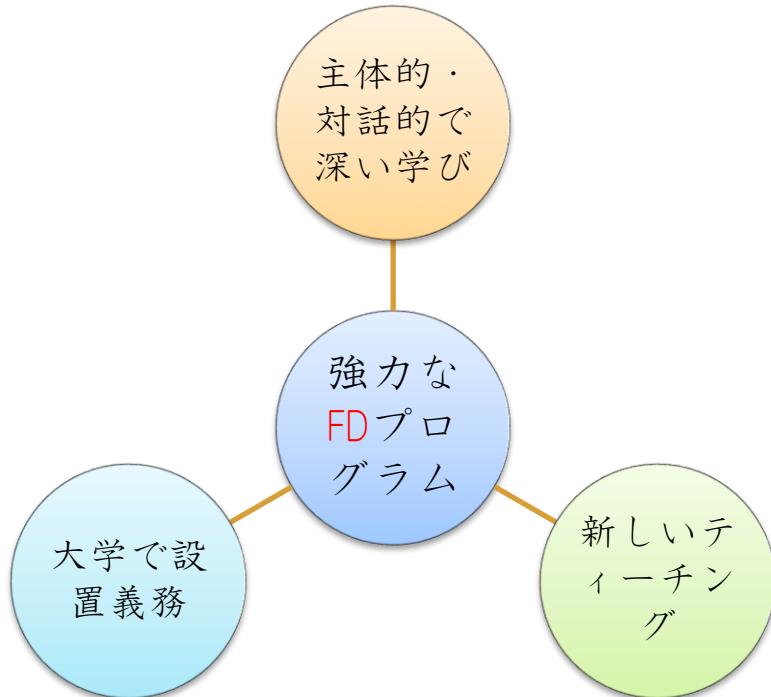 主体的・
対話的で
深い学び
強力な
FDプロ
グラム
大学で設
置義務
新しいテ
ィーチン
グ